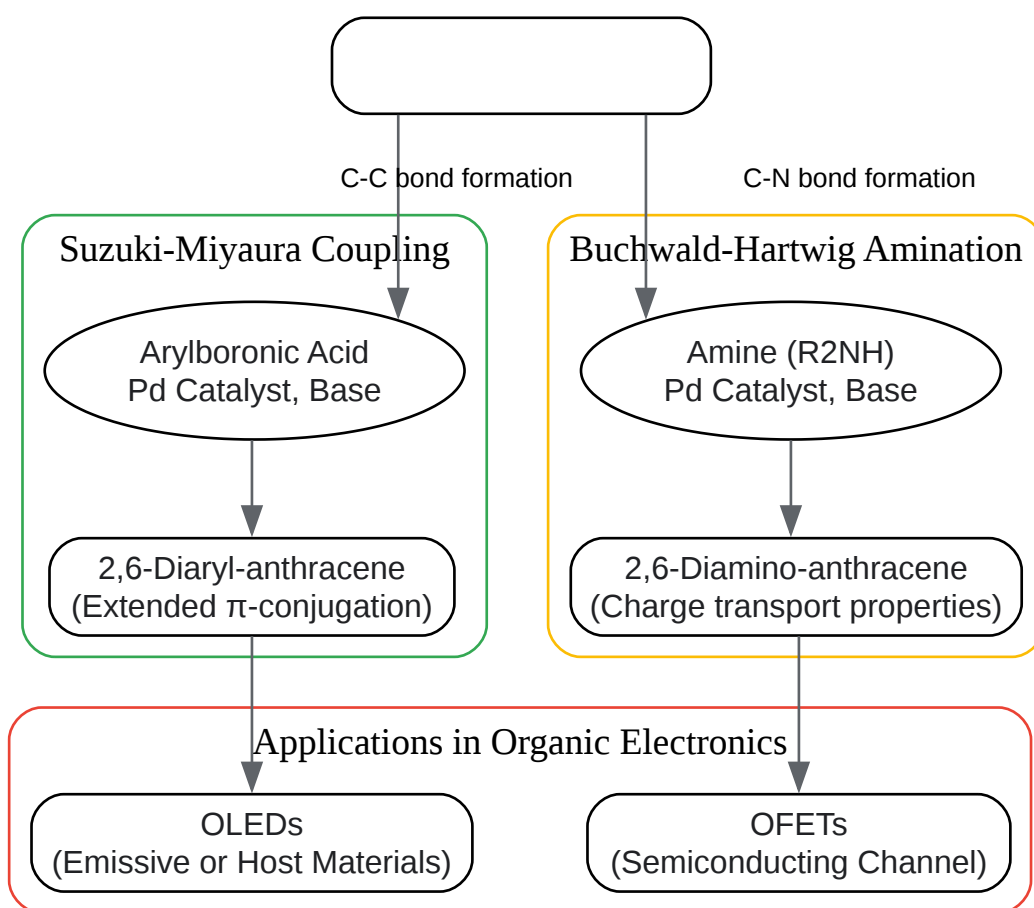 C-C bond formation
C-N bond formation
Suzuki-Miyaura Coupling
Buchwald-Hartwig Amination
Arylboronic Acid
Pd Catalyst, Base
Amine (R2NH)
Pd Catalyst, Base
2,6-Diaryl-anthracene
(Extended π-conjugation)
2,6-Diamino-anthracene
(Charge transport properties)
Applications in Organic Electronics
OLEDs
(Emissive or Host Materials)
OFETs
(Semiconducting Channel)